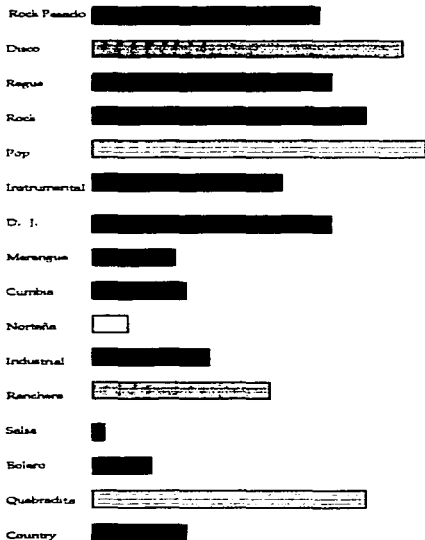 Rock Pesado
Disco
Regue
Rock
Pop
Instrumental
D. J.
Merengue
Cumbia
Norteña
Industrial
Ranchera
Salsa
Bolero
Quebradita
Country